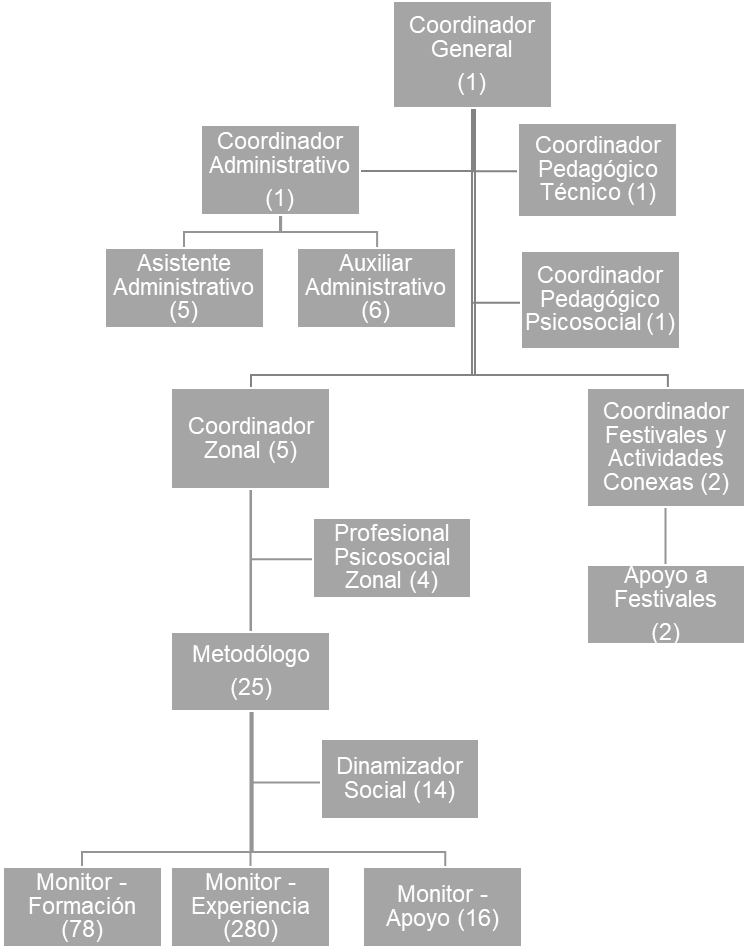 Coordinador
General
(1)
Coordinador
Administrativo
(1)
Coordinador
Pedagógico
Técnico (1)
Asistente
Administrativo
(5)
Auxiliar
Administrativo
(6)
Coordinador
Pedagógico
Psicosocial (1)
Coordinador
Zonal (5)
Coordinador
Festivales y
Actividades
Conexas (2)
Profesional
Psicosocial
Zonal (4)
Apoyo a
Festivales
(2)
Metodólogo
(25)
Dinamizador
Social (14)
Monitor -
Formación
(78)
Monitor -
Experiencia
(280)
Monitor -
Apoyo (16)